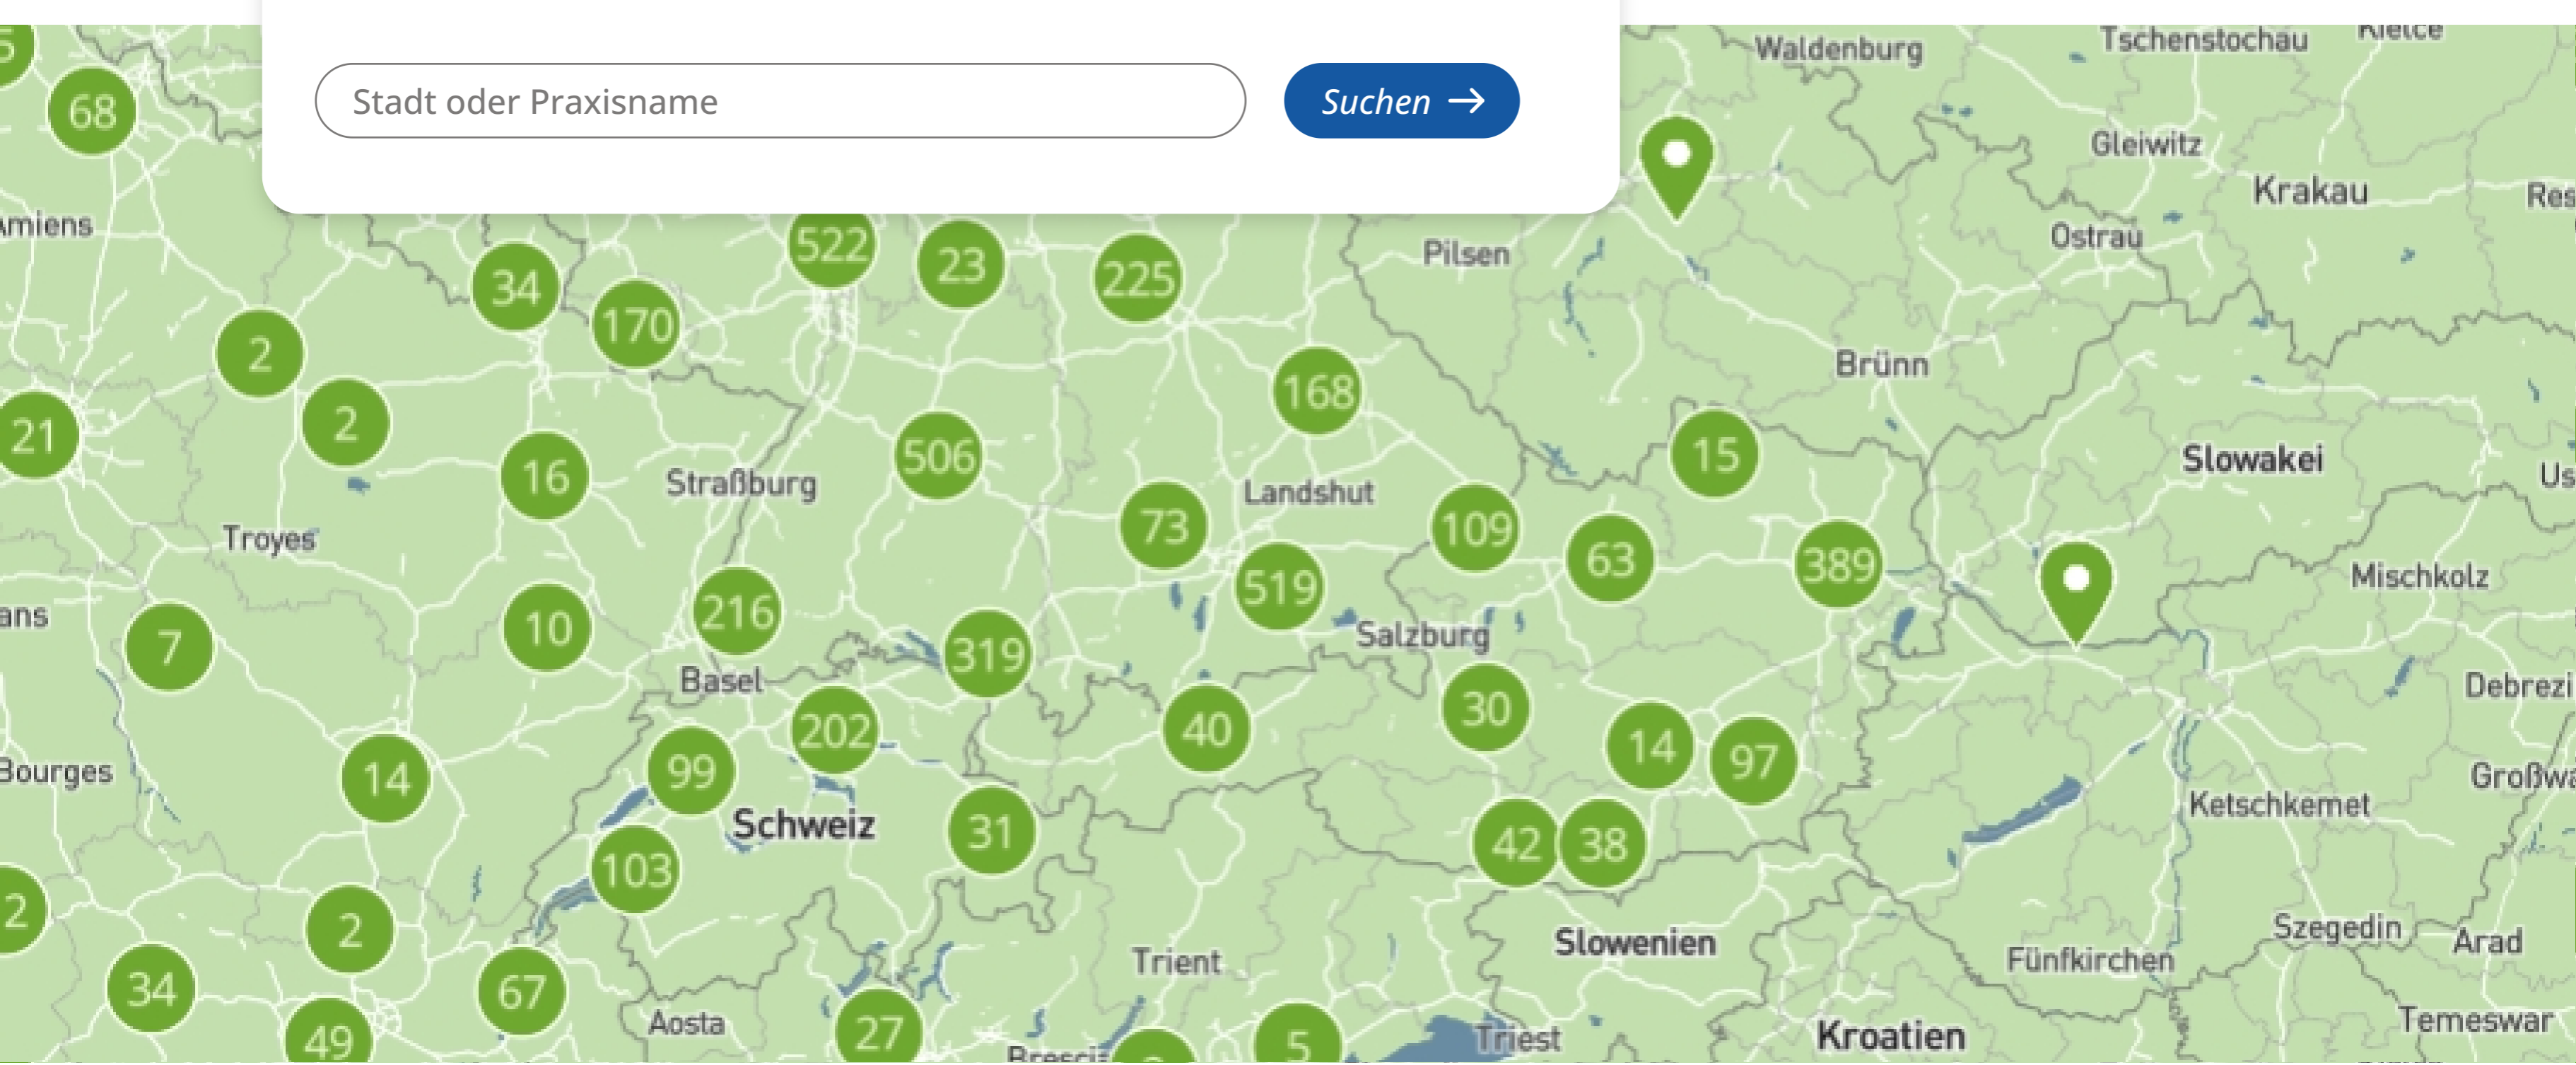 Stadt oder Praxisname
Suchen
Waldenburg
Tschenstochau
Kielce
68
Gleiwitz
Krakau
Amiens
Pilsen
Ostrau
522
23
225
34
170
2
168
Brünn
2
21
506
15
16
Straßburg
Landshut
Slowakei
73
109
Troyes
63
389
519
Mischkolz
216
10
Salzburg
7
319
Basel
30
202
40
14
97
99
14
Bourges
Schweiz
31
Ketschkemet
42
38
103
2
2
Szegedin
Arad
Slowenien
Trient
Fünfkirchen
34
67
Aosta
27
49
5
Triest
Kroatien
Temeswar